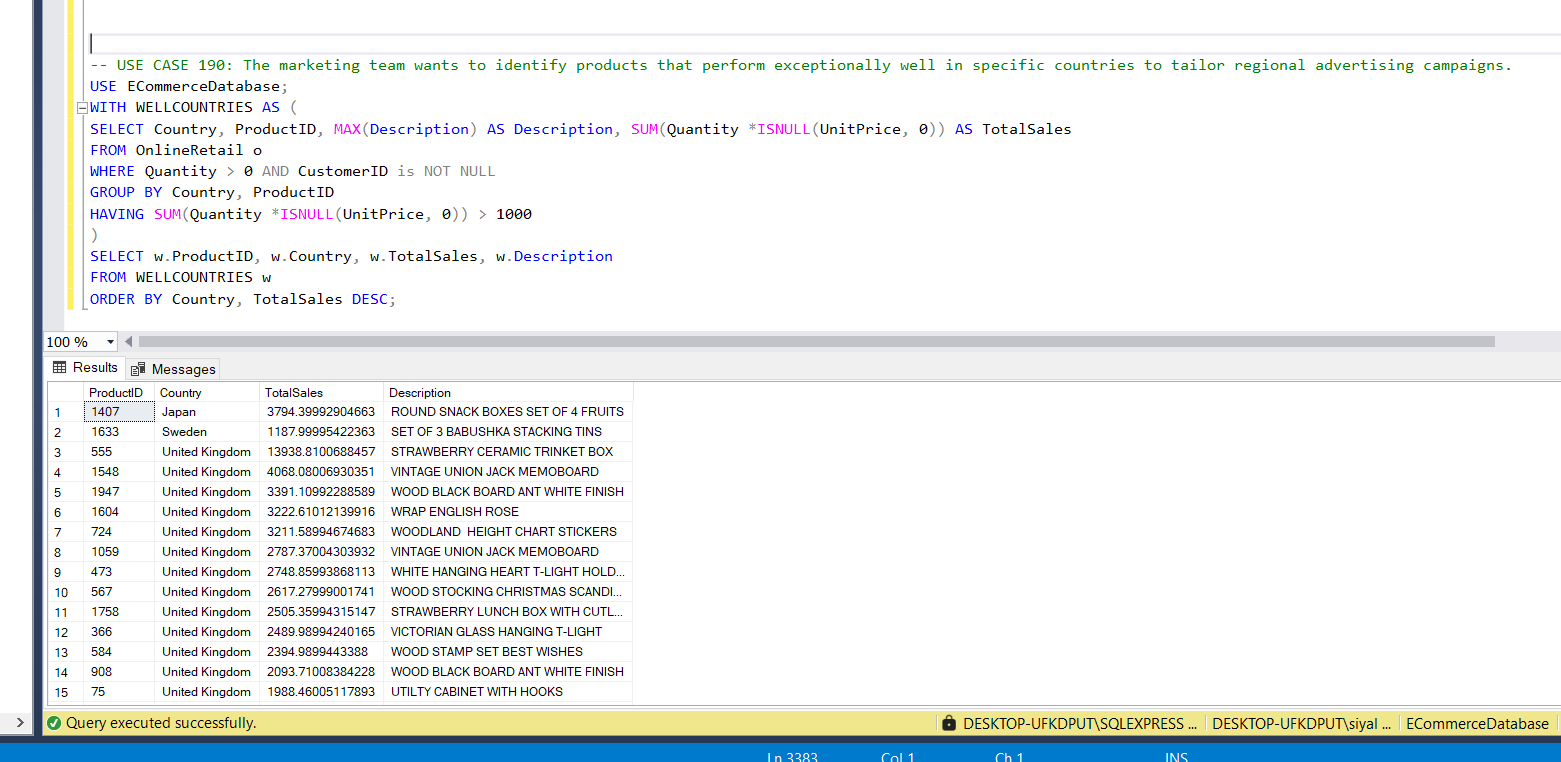 -- USE CASE 190: The marketing team wants to identify products that perform exceptionally well in specific countries to tailor regional advertising campaigns.
USE ECommerceDatabase;
WITH WELLCOUNTRIES AS (
SELECT Country, ProductID, MAX(Description) AS Description, SUM(Quantity *ISNULL(UnitPrice, 0)) AS TotalSales
FROM OnlineRetail o
WHERE Quantity > 0 AND CustomerID is NOT NULL
GROUP BY Country, ProductID
HAVING SUM(Quantity *ISNULL(UnitPrice, 0)) > 1000
)
SELECT w.ProductID, w.Country, w.TotalSales, w.Description
FROM WELLCOUNTRIES w
ORDER BY Country, TotalSales DESC;
100 %
Results Messages
ProductID Country TotalSales Description
1 1407 Japan 3794.39992904663 ROUND SNACK BOXES SET OF 4 FRUITS
2 1633 Sweden 1187.99995422363 SET OF 3 BABUSHKA STACKING TINS
3 555 United Kingdom 13938.8100688457 STRAWBERRY CERAMIC TRINKET BOX
4 1548 United Kingdom 4068.08006930351 VINTAGE UNION JACK MEMOBOARD
5 1947 United Kingdom 3391.10992288589 WOOD BLACK BOARD ANT WHITE FINISH
6 1604 United Kingdom 3222.61012139916 WRAP ENGLISH ROSE
7 724 United Kingdom 3211.58994674683 WOODLAND  HEIGHT CHART STICKERS
8 1059 United Kingdom 2787.37004303932 VINTAGE UNION JACK MEMOBOARD
9 473 United Kingdom 2748.85993868113 WHITE HANGING HEART T-LIGHT HOLD...
10 567 United Kingdom 2617.27999001741 WOOD STOCKING CHRISTMAS SCANDI...
11 1758 United Kingdom 2505.35994315147 STRAWBERRY LUNCH BOX WITH CUTL...
12 366 United Kingdom 2489.98994240165 VICTORIAN GLASS HANGING T-LIGHT
13 584 United Kingdom 2394.9899443388 WOOD STAMP SET BEST WISHES
14 908 United Kingdom 2093.71008384228 WOOD BLACK BOARD ANT WHITE FINISH
15 75 United Kingdom 1988.46005117893 UTILTY CABINET WITH HOOKS
Query executed successfully. DESKTOP-UFKDPUT\SQLEXPRESS ... DESKTOP-UFKDPUT\siyal ... ECommerceDatabase
Ln 3383 Col 1 Ch 1 INS